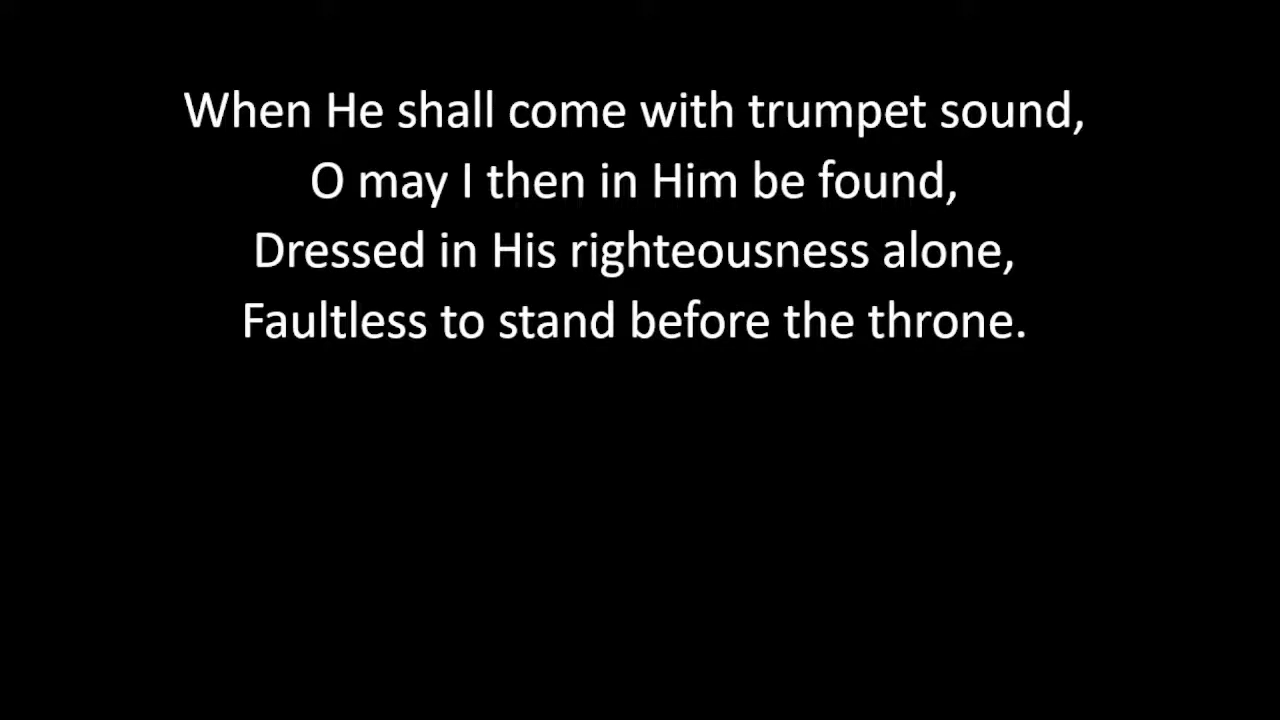 When He shall come with trumpet sound,
O may I then in Him be found,
Dressed in His righteousness alone,
Faultless to stand before the throne.